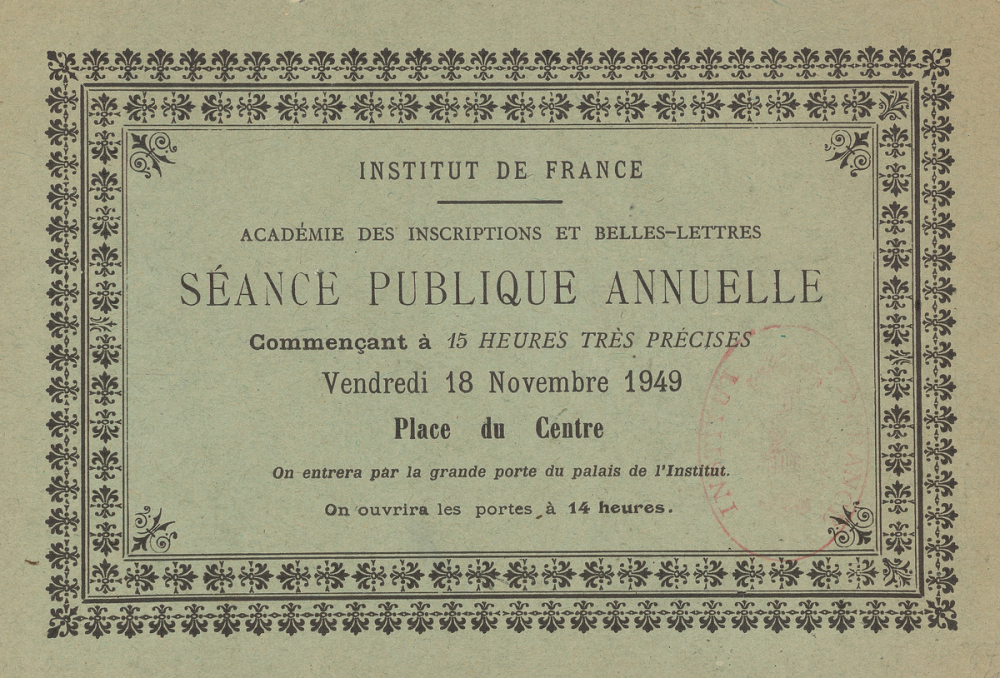 INSTITUT DE FRANCE
ACADÉMIE DES INSCRIPTIONS ET BELLES-LETTRES
SÉANCE PUBLIQUE ANNUELLE
Commençant à 15 HEURES TRÈS PRÉCISES
Vendredi 18 Novembre 1949
Place du Centre
On entrera par la grande porte du palais de l'Institut.
On ouvrira les portes à 14 heures.
INSTITUT